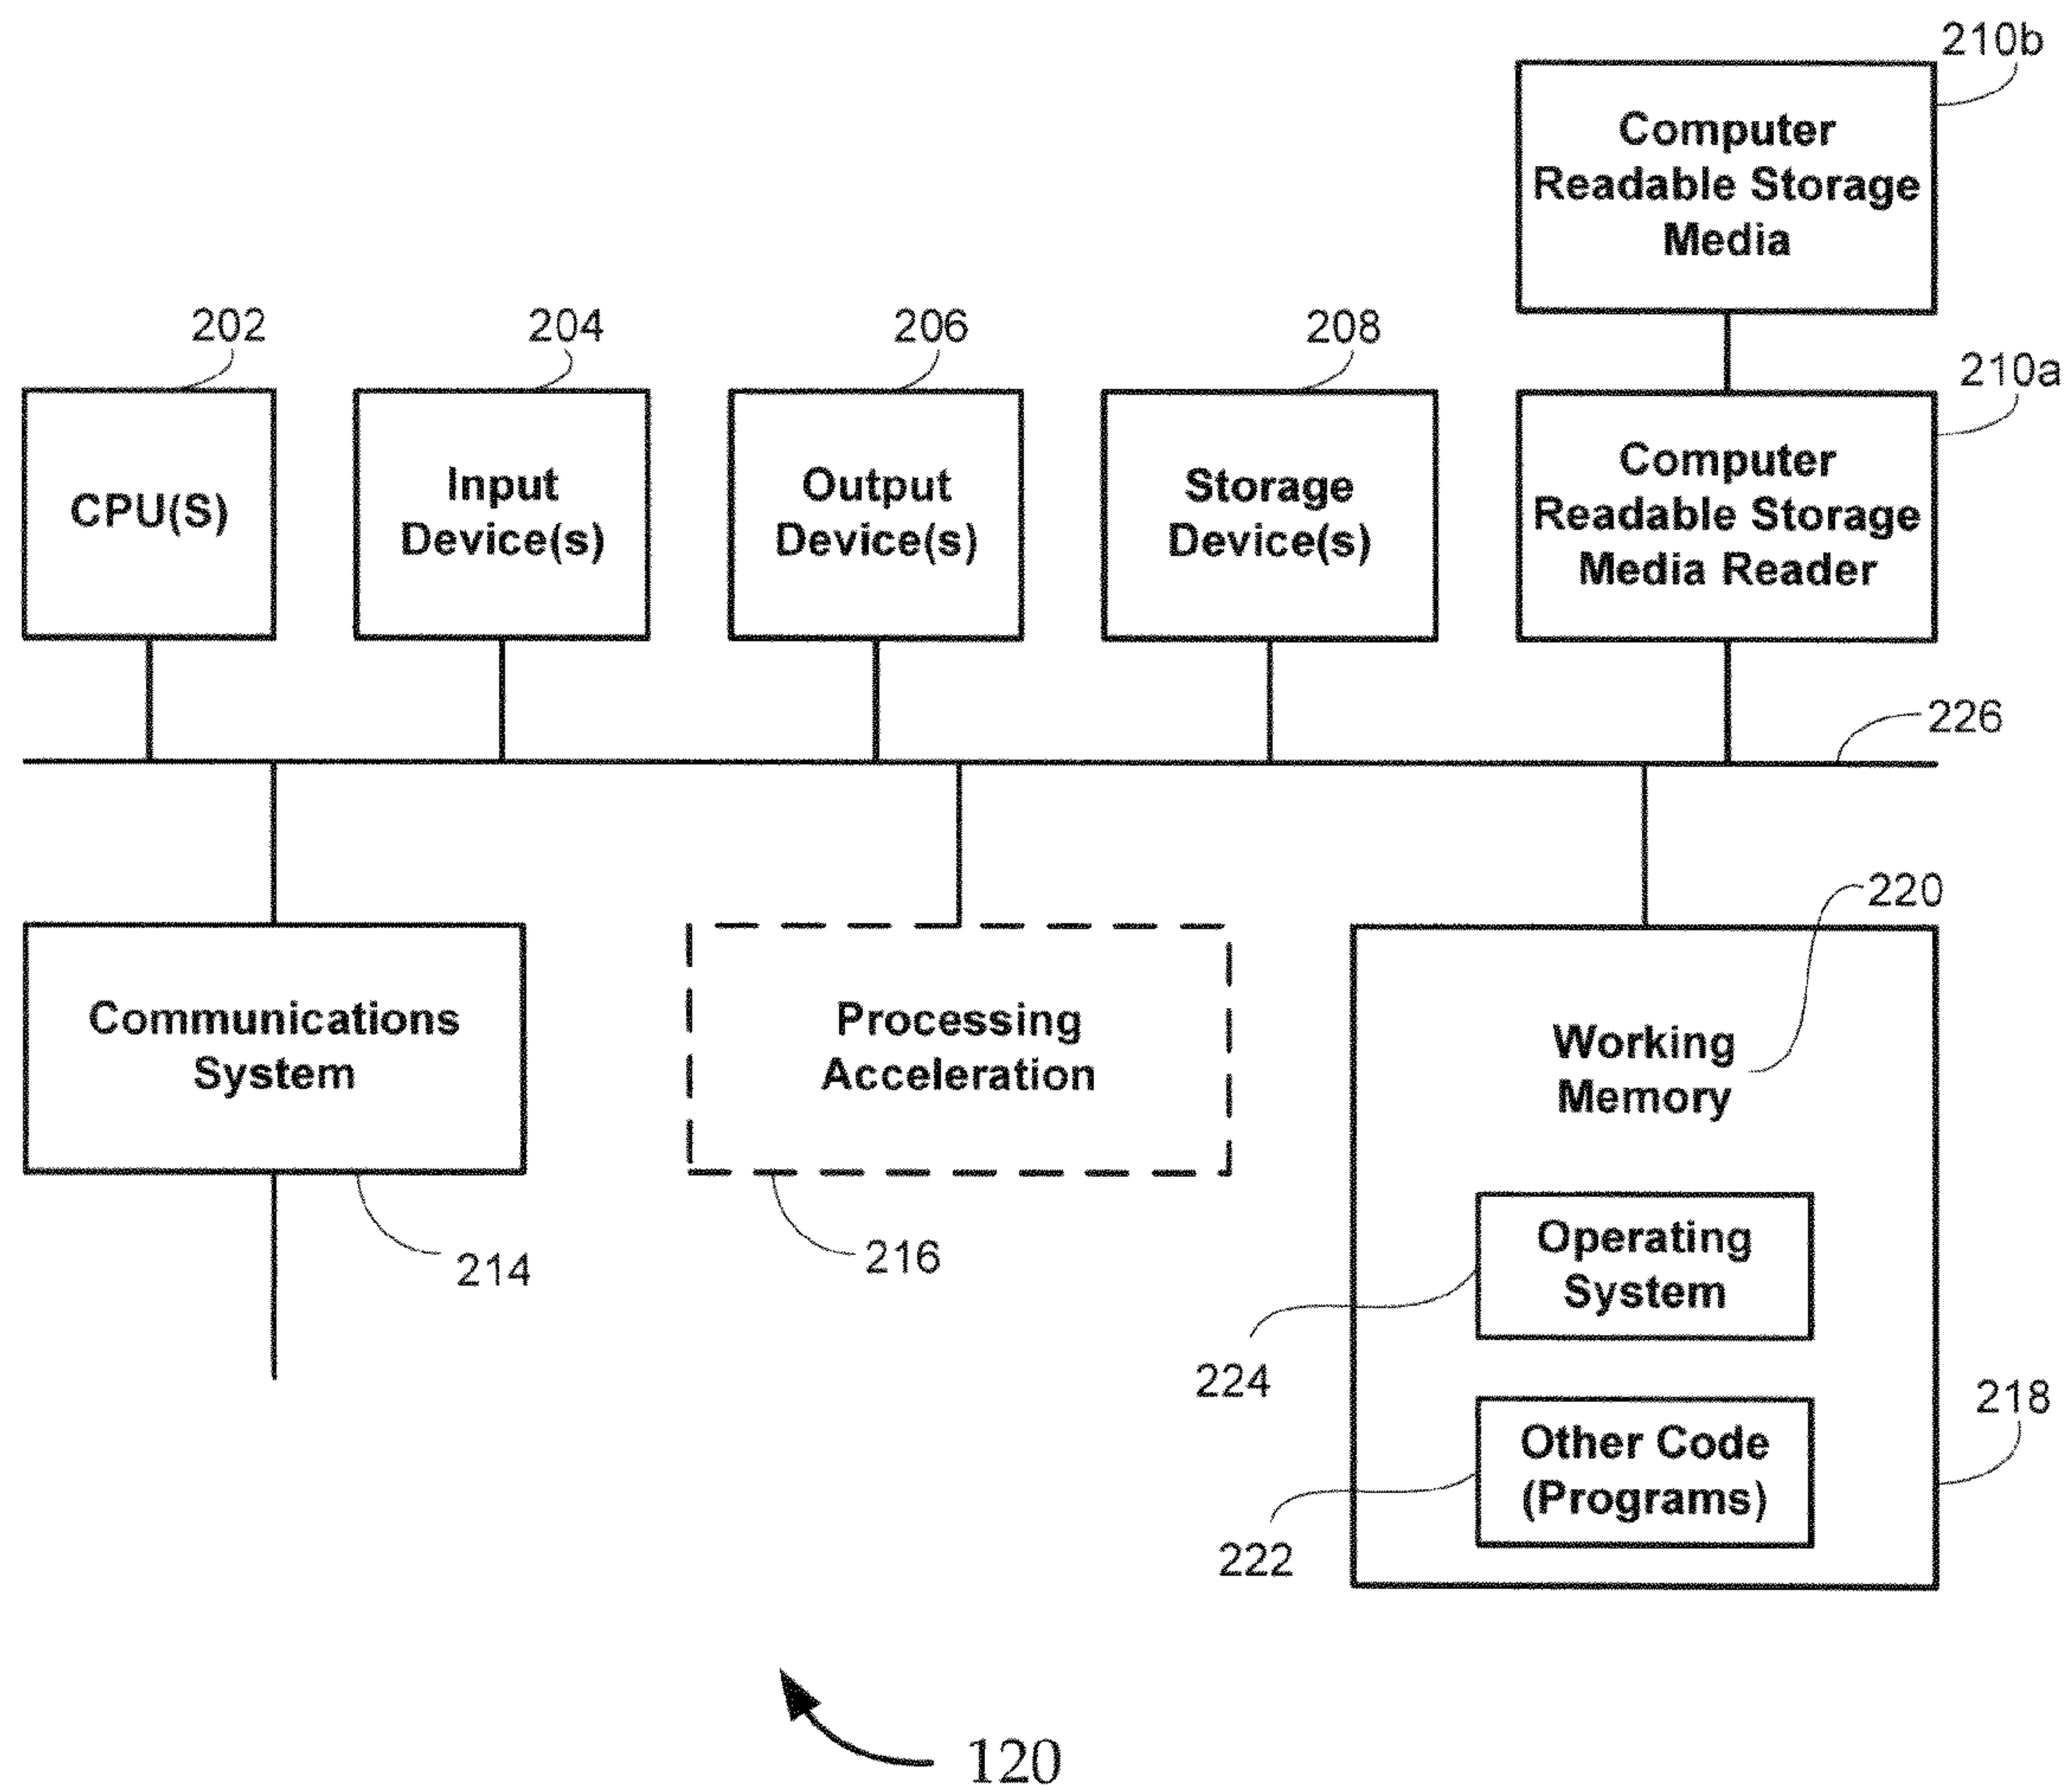 210b
Computer
Readable Storage
Media
202
204
206
208
210a
CPU(S)
Input
Device(s)
Output
Device(s)
Storage
Device(s)
Computer
Readable Storage
Media Reader
226
220
Communications
System
Processing
Acceleration
Working
Memory
214
216
Operating
System
224
218
Other Code
(Programs)
222
120